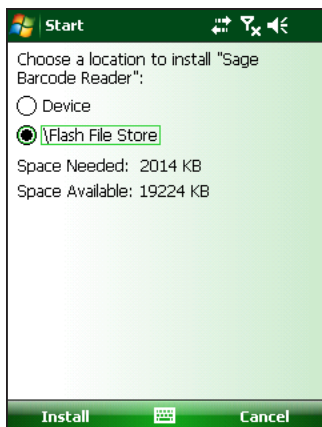 Start
Choose a location to install "Sage
Barcode Reader":
Device
\Flash File Store
Space Needed: 2014 KB
Space Available: 19224 KB
Install
Cancel